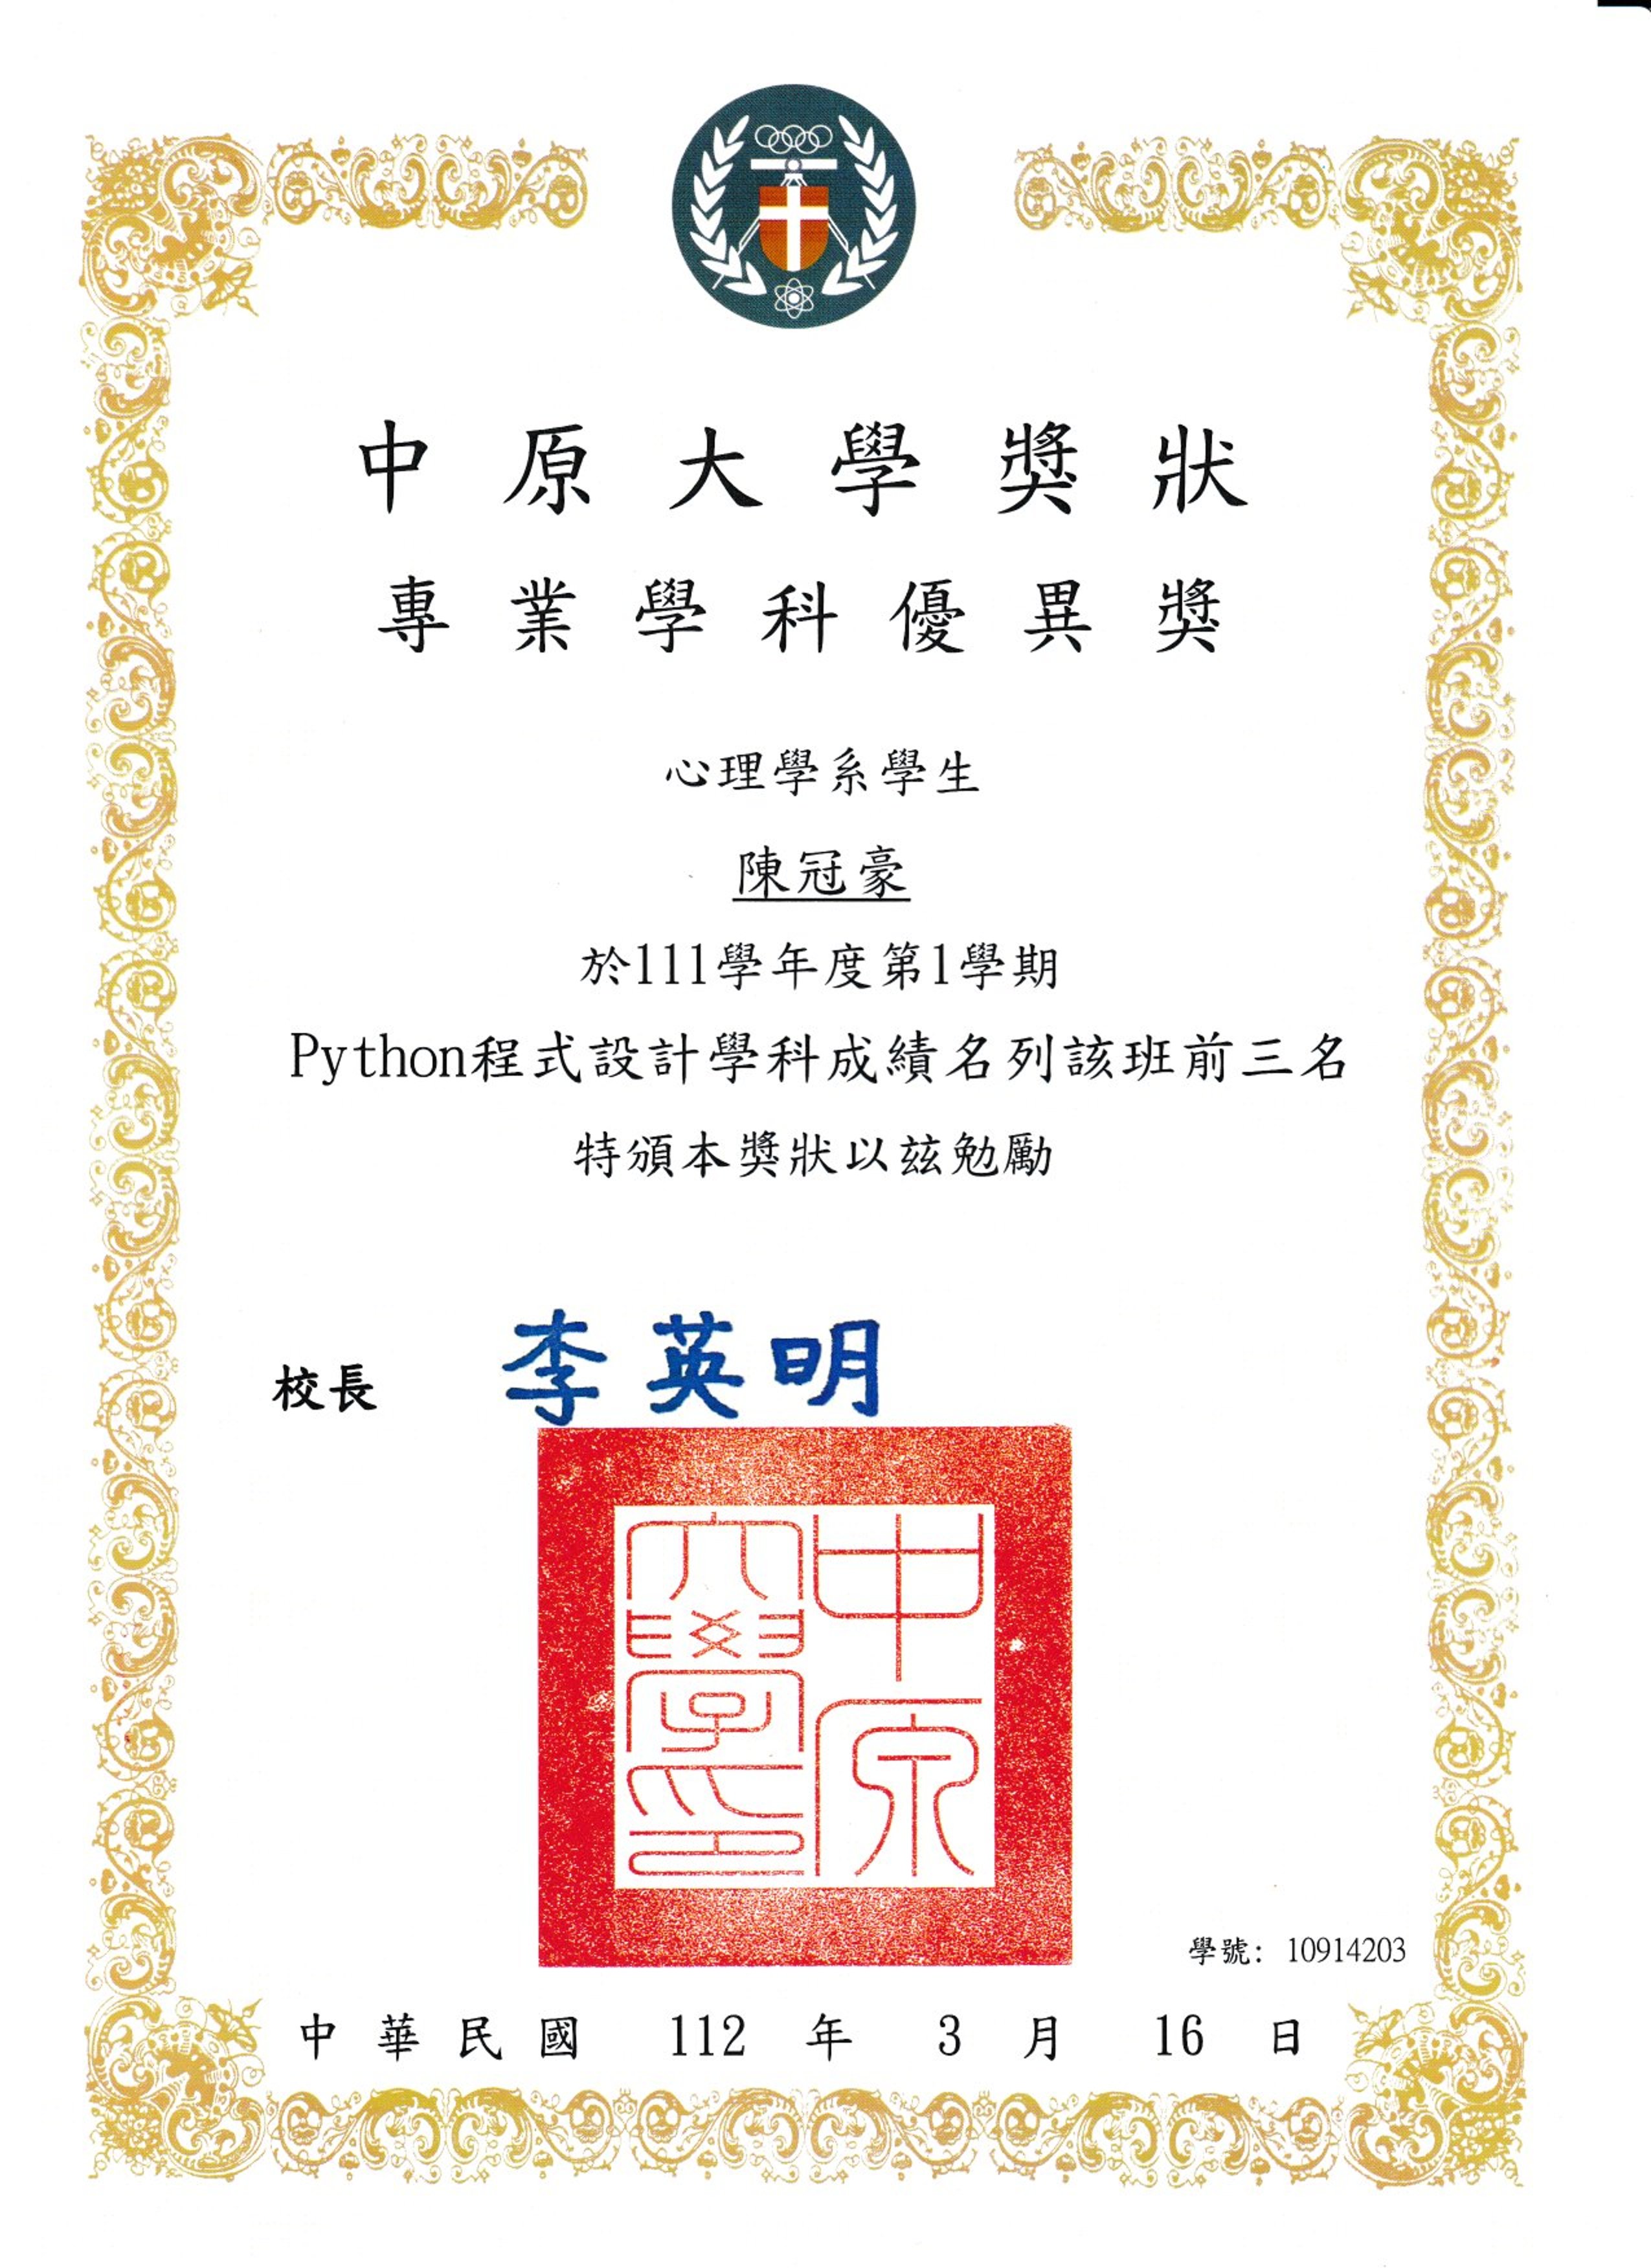 中原大學獎狀
專業學科優異獎
心理學系學生
陳冠豪
於111學年度第1學期
Python程式設計學科成績名列該班前三名
特頒本獎狀以玆勉勵
校長 李英明
中原
大學印
學號：10914203
中華民國 112 年 3 月 16 日